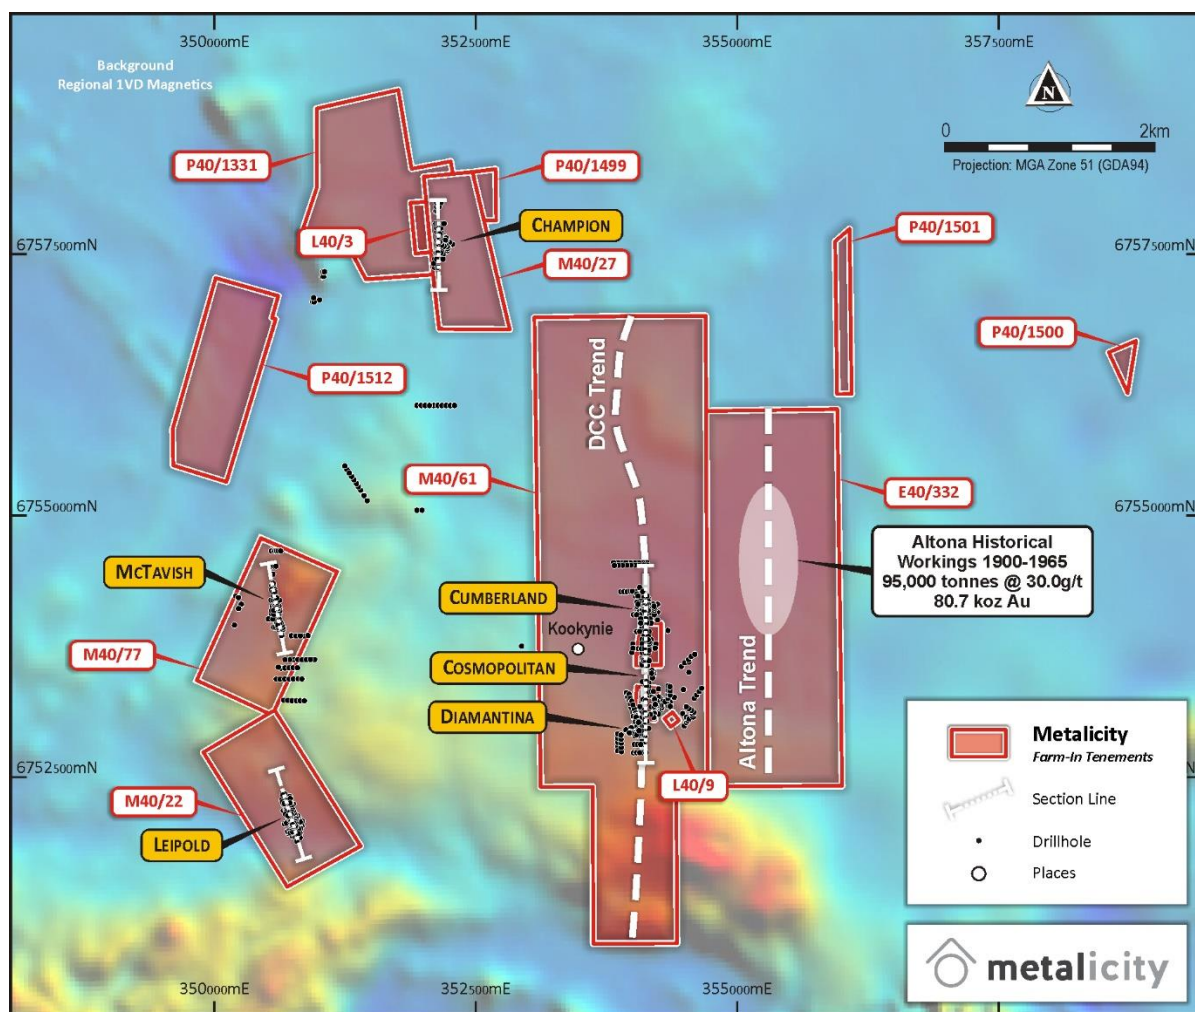 350000mE
352500mE
355000mE
357500mE
Background
Regional 1VD Magnetics
N
0
2km
Projection: MGA Zone 51 (GDA94)
P40/1331
P40/1499
L40/3
CHAMPION
M40/27
P40/1501
6757500mN
6757500mN
P40/1500
P40/1512
DCC Trend
M40/61
E40/332
6755000mN
6755000mN
Altona Historical
Workings 1900-1965
95,000 tonnes @ 30.0g/t
80.7 koz Au
MCTAVISH
CUMBERLAND
Kookynie
M40/77
COSMOPOLITAN
DIAMANTINA
Altona Trend
L40/9
6752500mN
6752500mN
M40/22
LEIPOLD
Metalicity
Farm-In Tenements
Section Line
Drillhole
Places
metalicity
350000mE
352500mE
355000mE